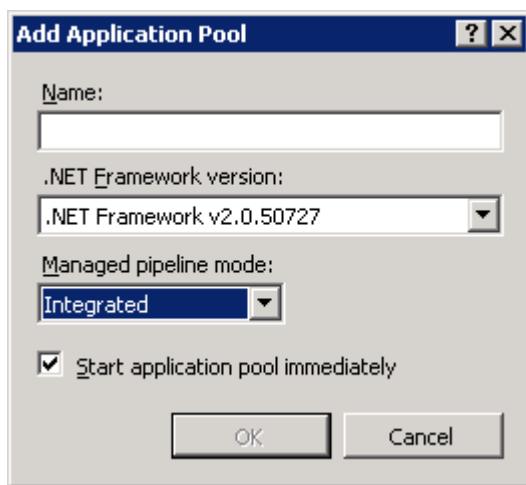 Add Application Pool
Name:
.NET Framework version:
.NET Framework v2.0.50727
Managed pipeline mode:
Integrated
Start application pool immediately
OK Cancel